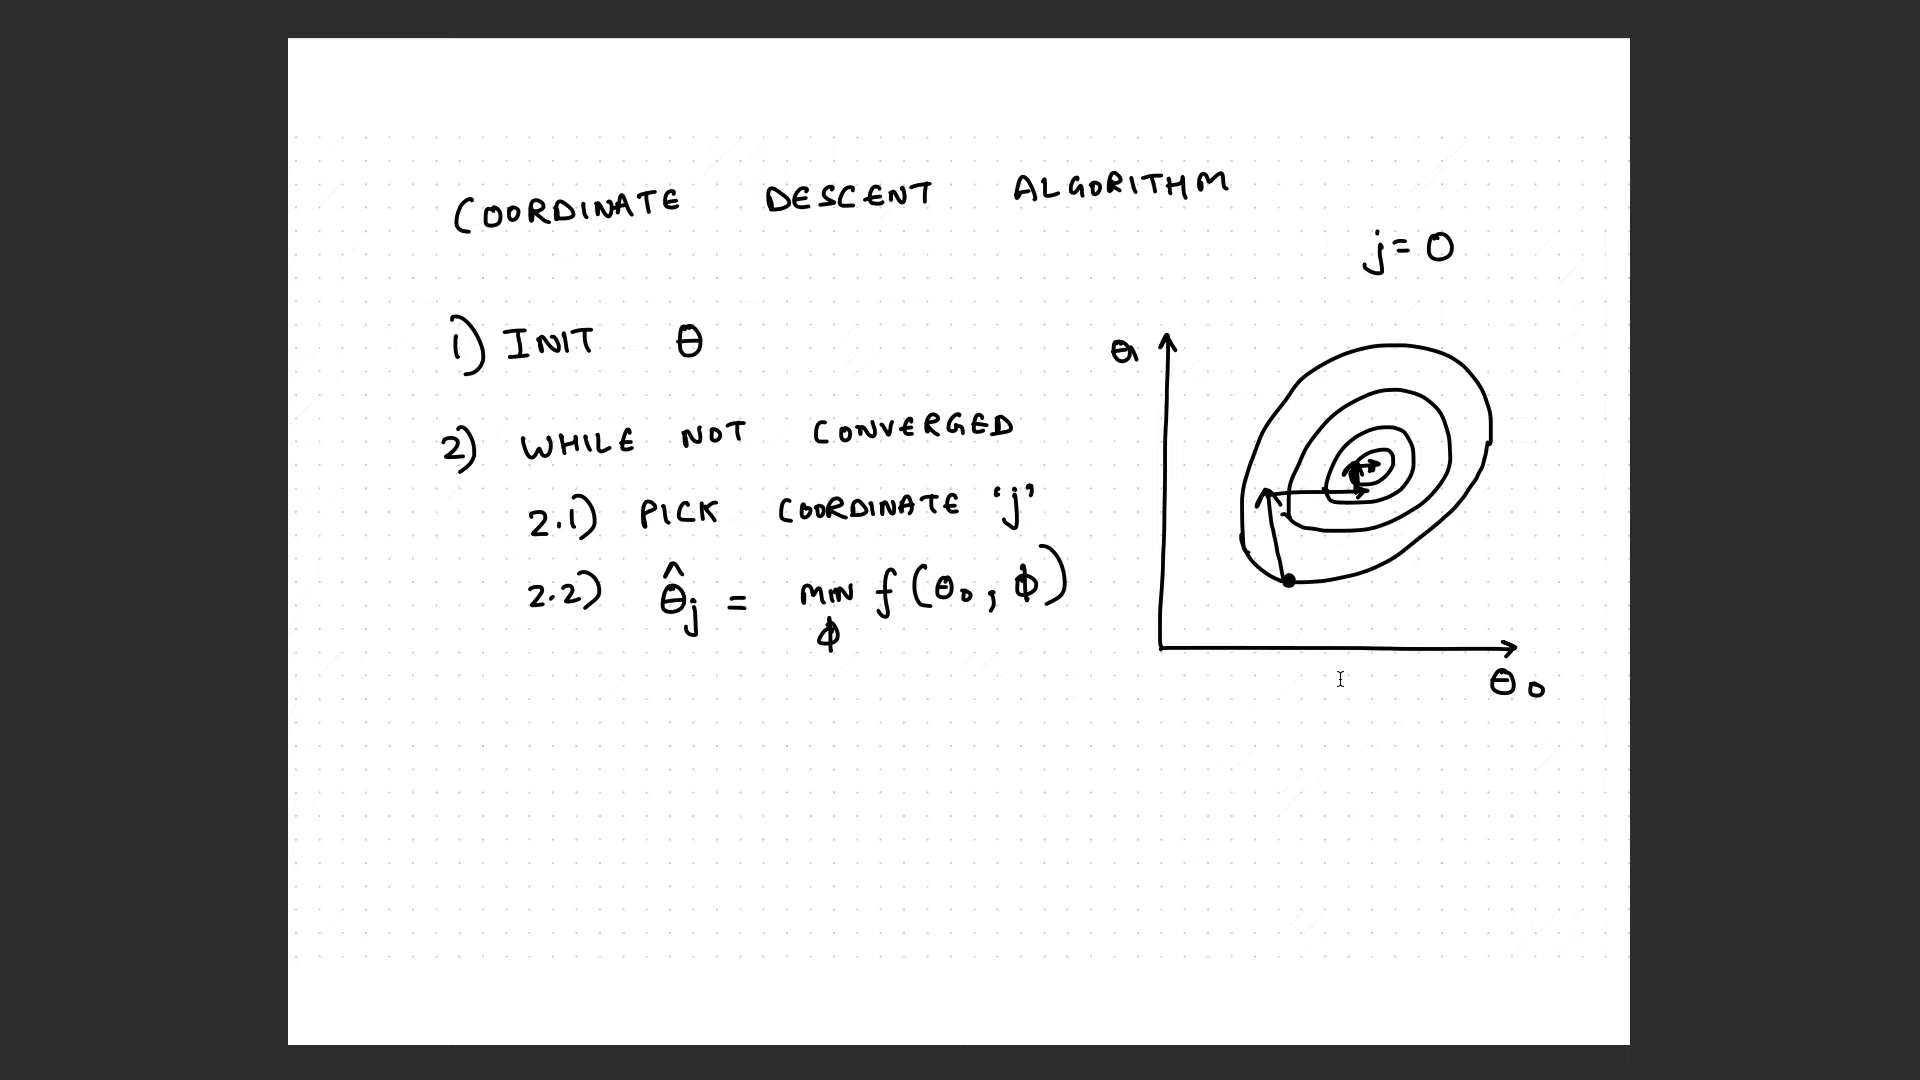 COORDINATE DESCENT ALGORITHM
j = 0
1) INIT θ
2) WHILE NOT CONVERGED
2.1) PICK COORDINATE 'j'
2.2) θ̂j = MIN f(θ0, ϕ)
ϕ
θ1
θ0